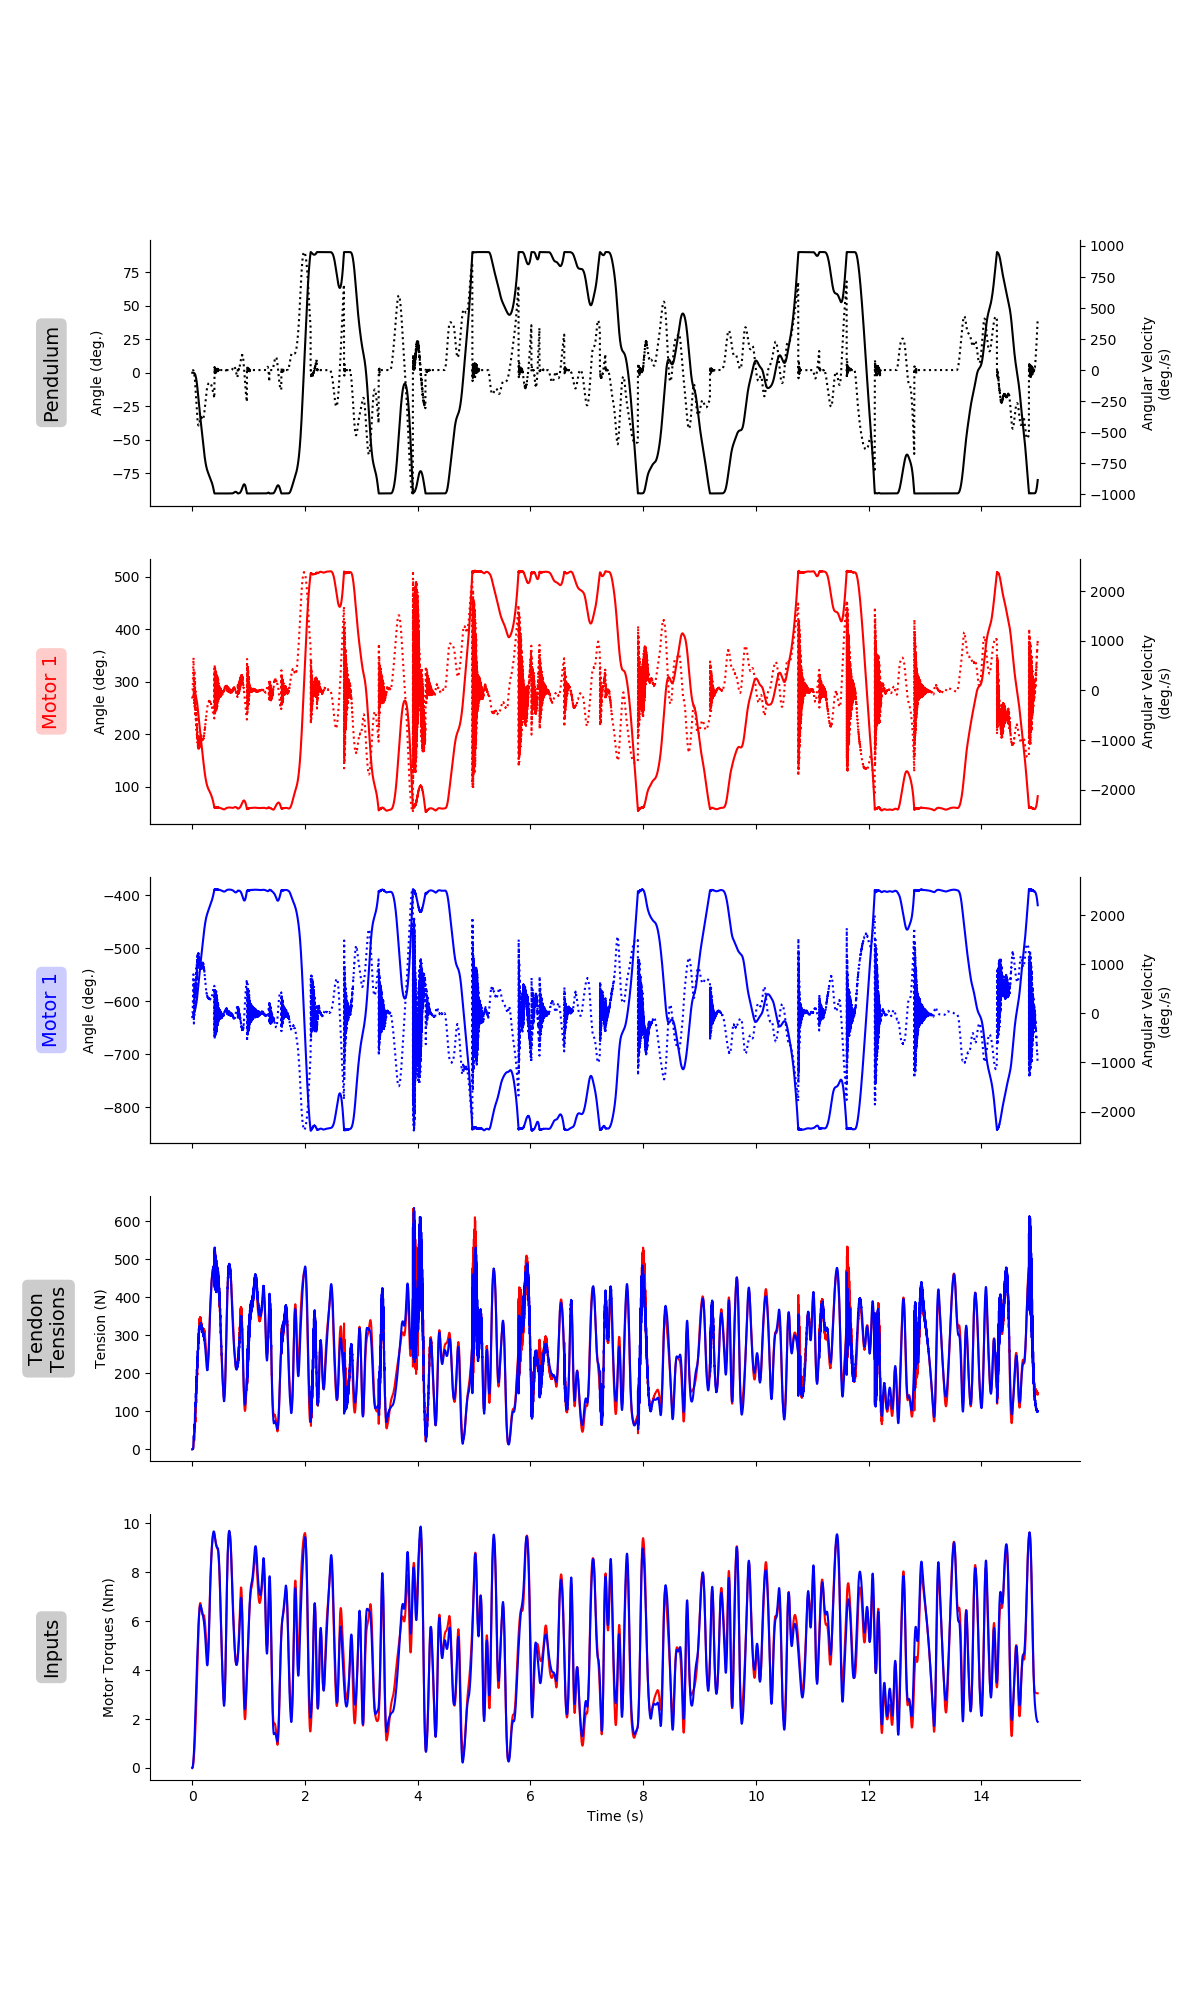 Pendulum
Angle (deg.)
75
50
25
0
−25
−50
−75
1000
750
500
250
0
−250
−500
−750
−1000
Angular Velocity
(deg./s)
Motor 1
Angle (deg.)
500
400
300
200
100
2000
1000
0
−1000
−2000
Angular Velocity
(deg./s)
Motor 1
Angle (deg.)
−400
−500
−600
−700
−800
2000
1000
0
−1000
−2000
Angular Velocity
(deg./s)
Tendon
Tensions
Tension (N)
600
500
400
300
200
100
0
Inputs
Motor Torques (Nm)
10
8
6
4
2
0
0 2 4 6 8 10 12 14
Time (s)